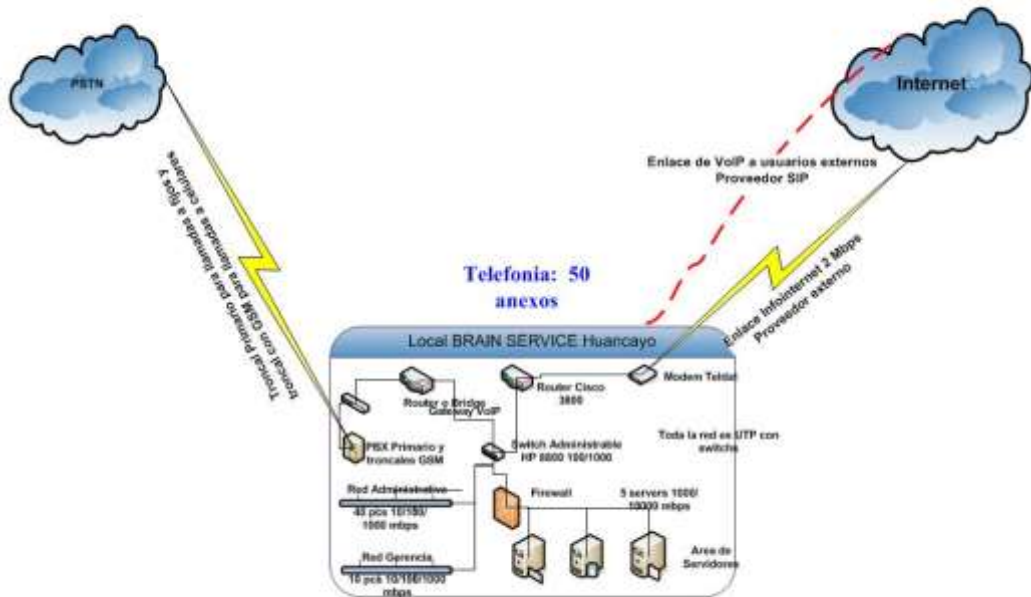 PSTN
Internet
Troncal Primario para llamadas a fijos y
troncal con GSM para llamadas a celulares
Enlace de VoIP a usuarios externos
Proveedor SIP
Enlace Infointernet 2 Mbps
Proveedor externo
Telefonia: 50
anexos
Local BRAIN SERVICE Huancayo
Router o Bridge
Gateway VoIP
Router Cisco
3800
Modem Teldat
PBX Primario y
troncales GSM
Switch Administrable
HP 8800 100/1000
Toda la red es UTP con
switchs
Red Administrativa
40 pcs 10/100/
1000 mbps
Firewall
5 servers 1000/
10000 mbps
Red Gerencia
10 pcs 10/100/1000
mbps
Area de
Servidores